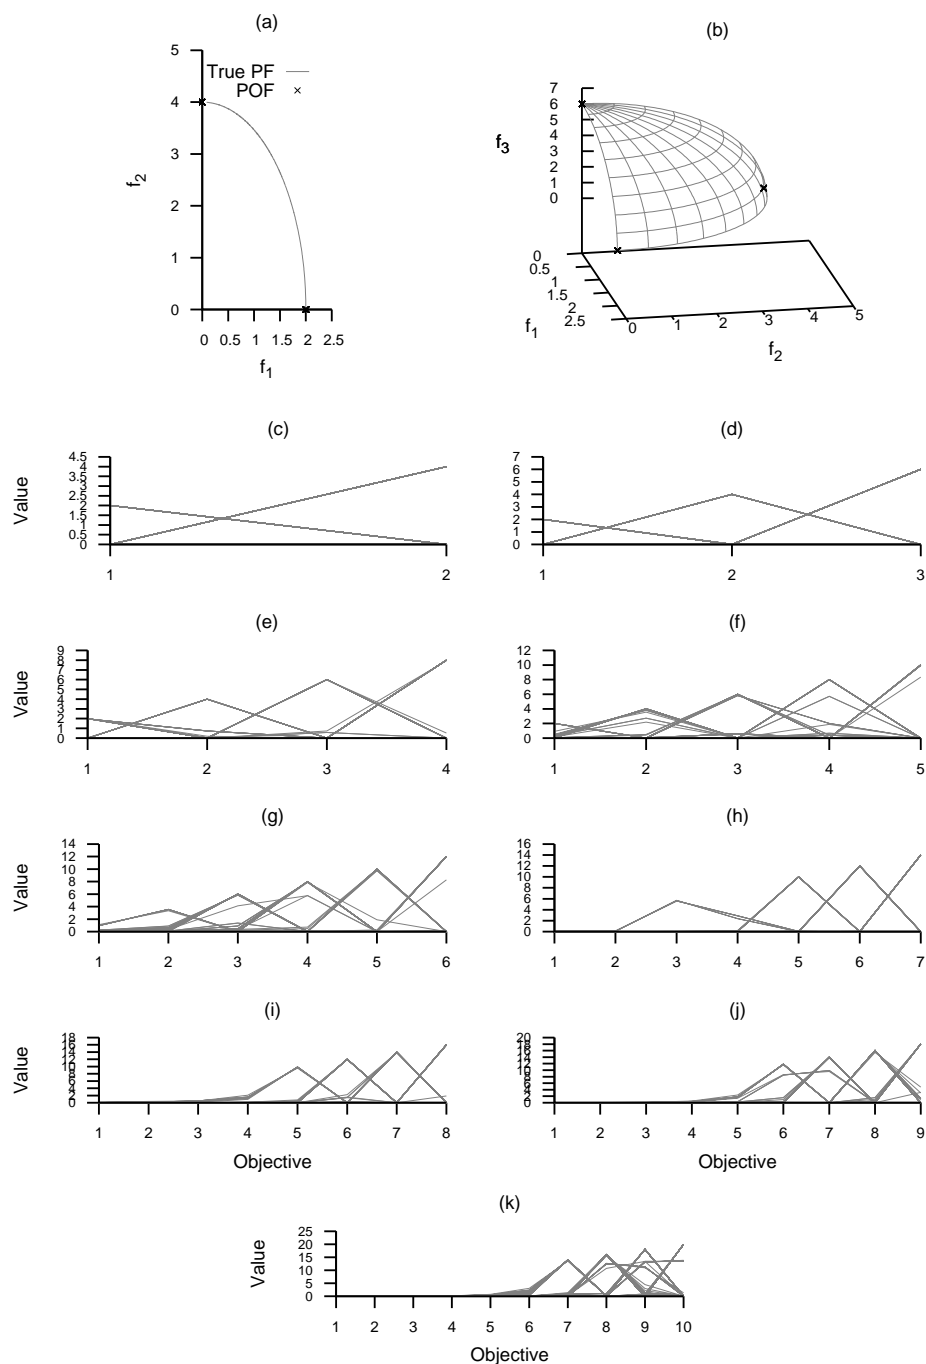 (a)
5
4
3
2
1
0
True PF
POF
f2
0 0.5 1 1.5 2 2.5
f1
(b)
7
6
5
4
3
2
1
0
f3
0
0.5
1
1.5
2
2.5
f1
0 1 2 3 4 5
f2
(c)
4.5
4
3.5
3
2.5
2
1.5
1
0.5
0
Value
1 2
(d)
7
6
5
4
3
2
1
0
1 2 3
(e)
9
8
7
6
5
4
3
2
1
0
Value
1 2 3 4
(f)
12
10
8
6
4
2
0
1 2 3 4 5
(g)
14
12
10
8
6
4
2
0
Value
1 2 3 4 5 6
(h)
16
14
12
10
8
6
4
2
0
1 2 3 4 5 6 7
(i)
18
16
14
12
10
8
6
4
2
0
Value
1 2 3 4 5 6 7 8
Objective
(j)
20
18
16
14
12
10
8
6
4
2
0
1 2 3 4 5 6 7 8 9
Objective
(k)
25
20
15
10
5
0
Value
1 2 3 4 5 6 7 8 9 10
Objective